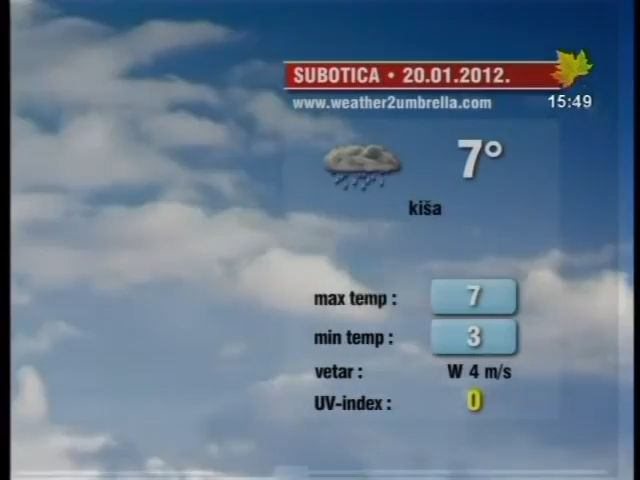 SUBOTICA • 20.01.2012.
www.weather2umbrella.com 15:49
7°
kiša
max temp : 7
min temp : 3
vetar : W 4 m/s
UV-index : 0